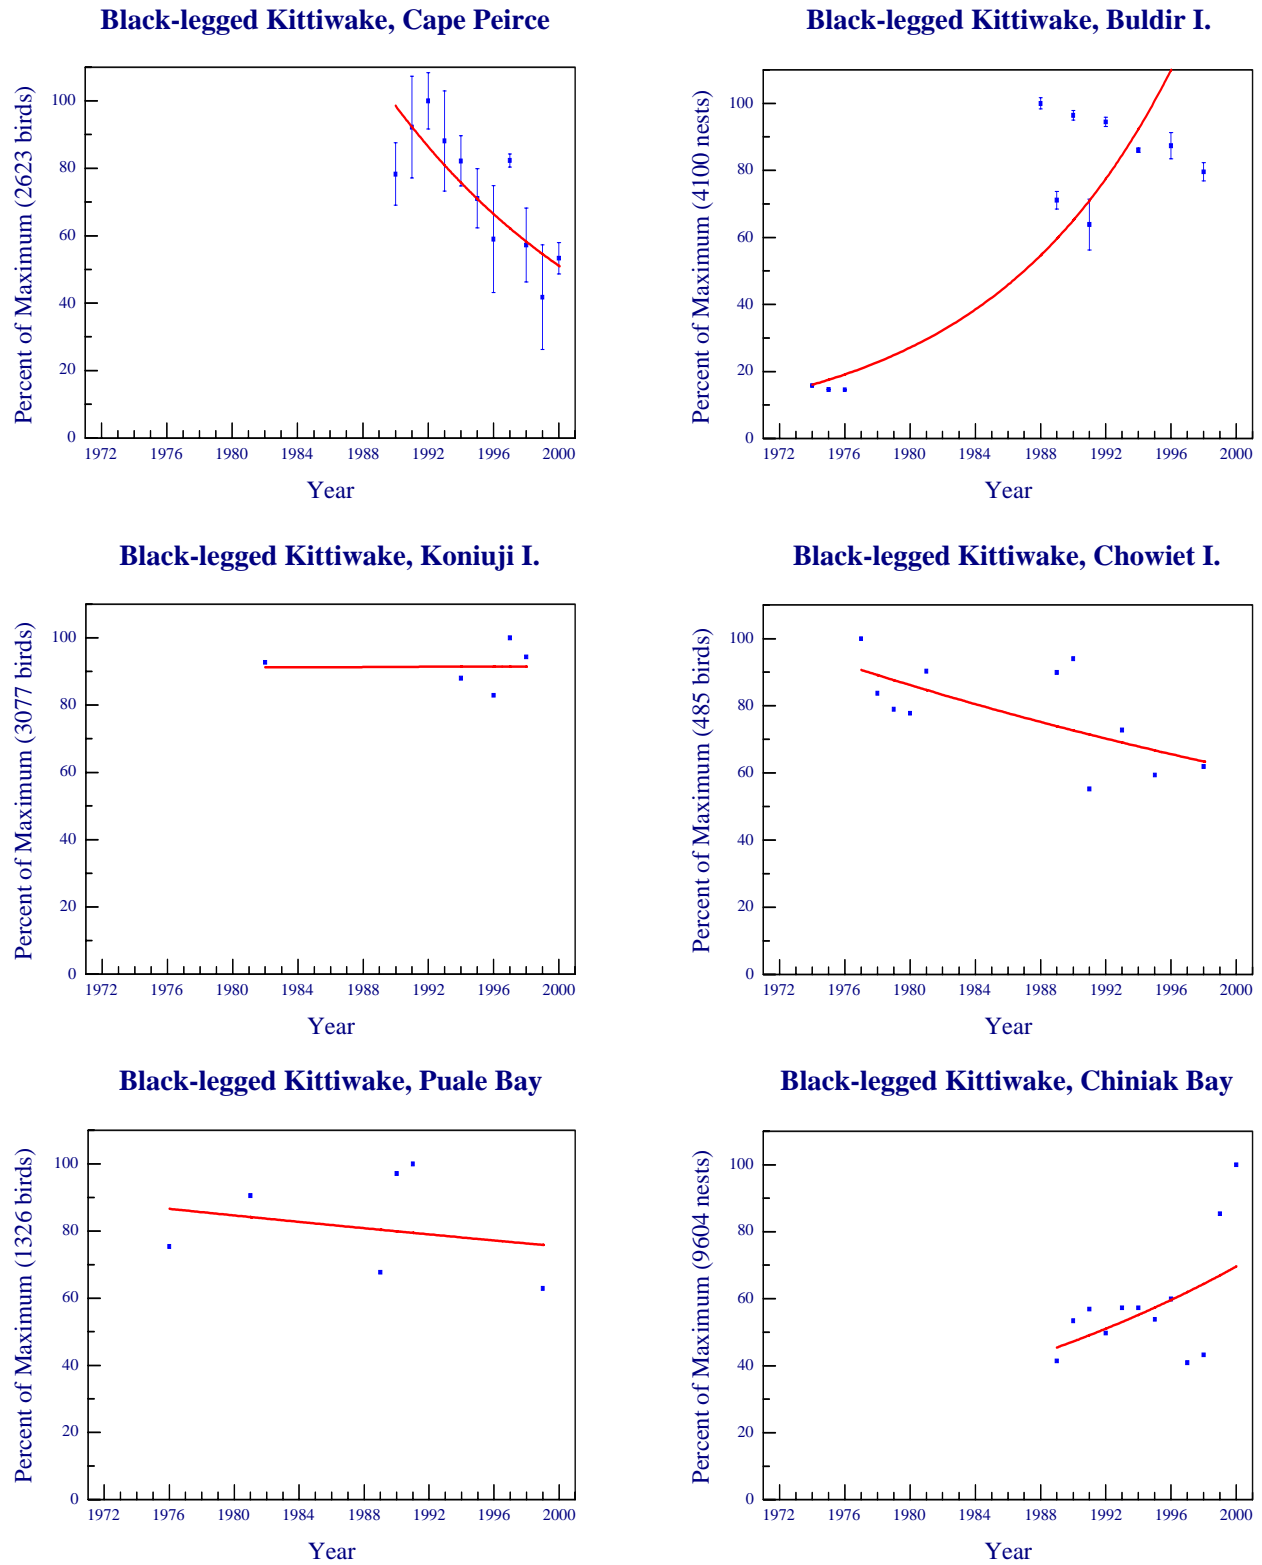 Black-legged Kittiwake, Cape Peirce
Percent of Maximum (2623 birds)
100
80
60
40
20
0
1972 1976 1980 1984 1988 1992 1996 2000
Year
Black-legged Kittiwake, Buldir I.
Percent of Maximum (4100 nests)
100
80
60
40
20
0
1972 1976 1980 1984 1988 1992 1996 2000
Year
Black-legged Kittiwake, Koniuji I.
Percent of Maximum (3077 birds)
100
80
60
40
20
0
1972 1976 1980 1984 1988 1992 1996 2000
Year
Black-legged Kittiwake, Chowiet I.
Percent of Maximum (485 birds)
100
80
60
40
20
0
1972 1976 1980 1984 1988 1992 1996 2000
Year
Black-legged Kittiwake, Puale Bay
Percent of Maximum (1326 birds)
100
80
60
40
20
0
1972 1976 1980 1984 1988 1992 1996 2000
Year
Black-legged Kittiwake, Chiniak Bay
Percent of Maximum (9604 nests)
100
80
60
40
20
0
1972 1976 1980 1984 1988 1992 1996 2000
Year